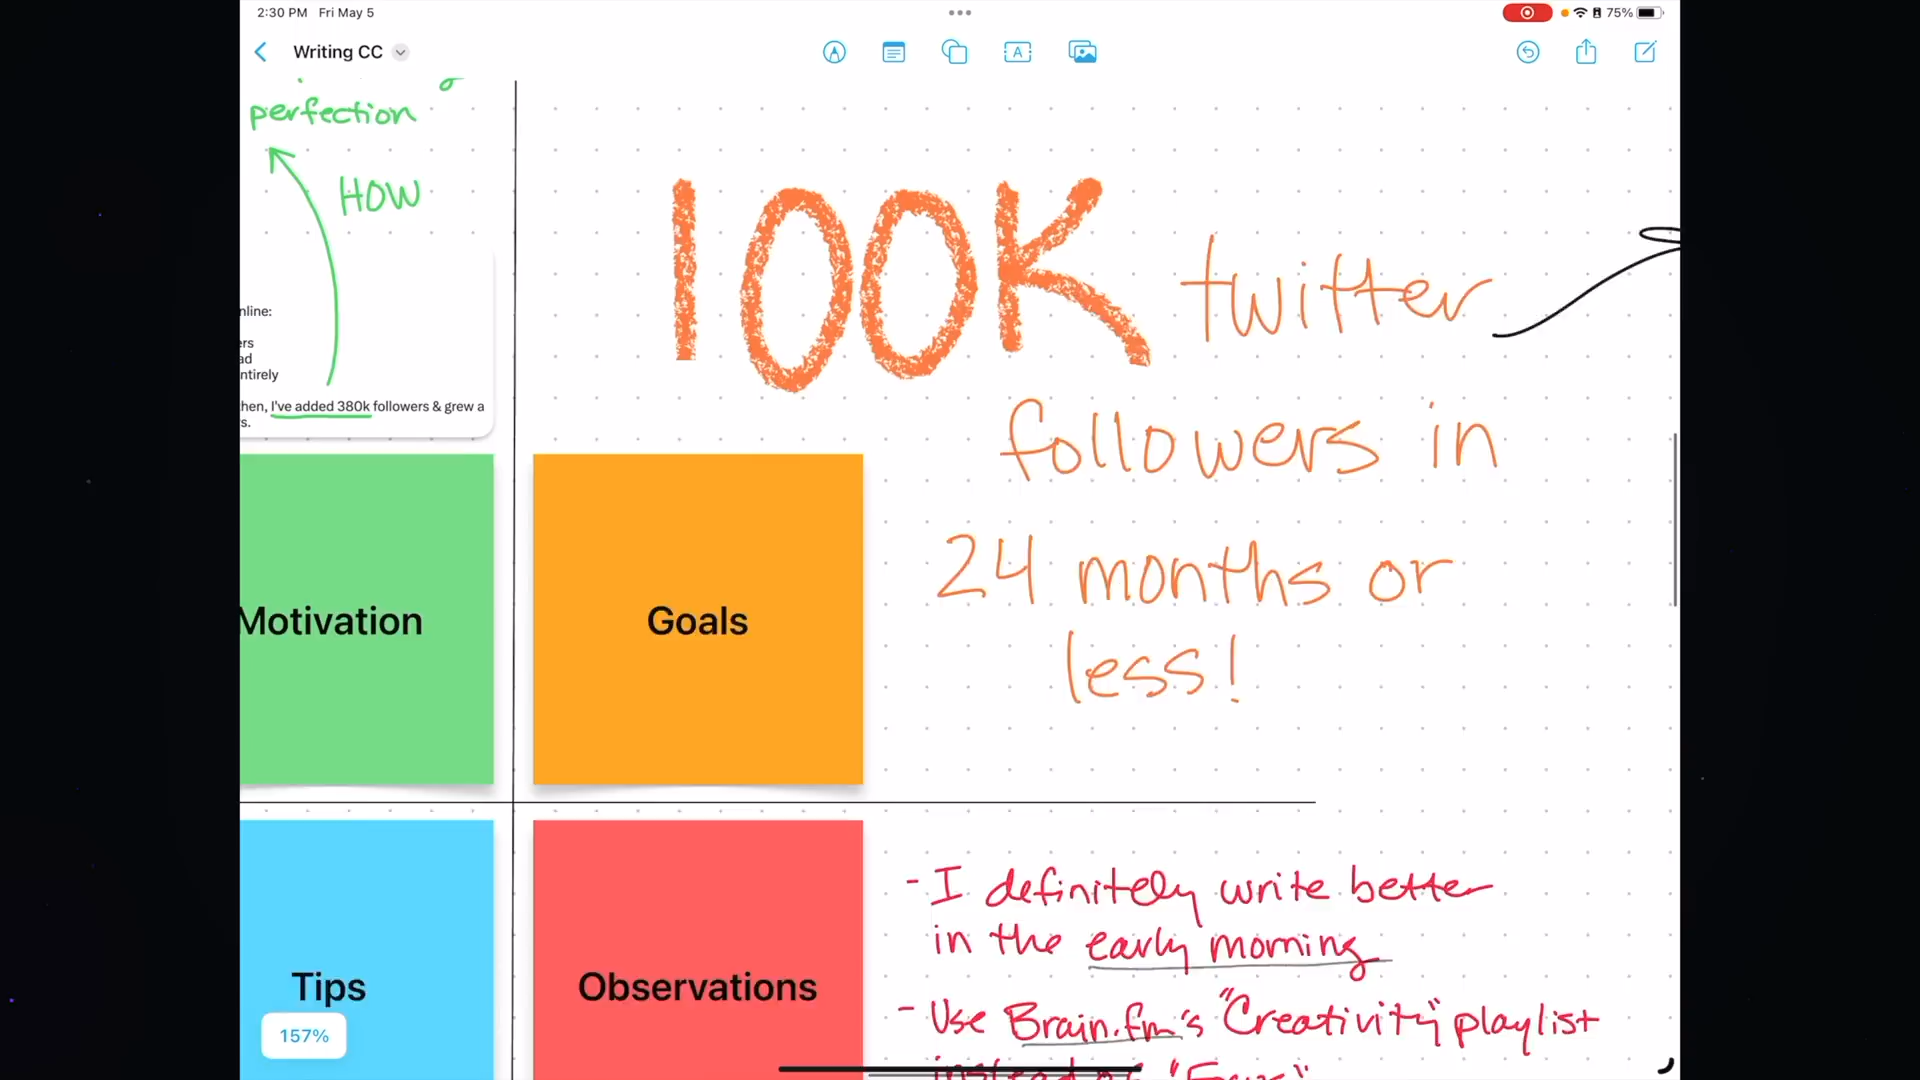 2:30 PM Fri May 5
75%
Writing CC
A
perfection
HOW
nline:
ers
ad
ntirely
hen, I've added 380k followers & grew a
s.
100K twitter
followers in
24 months or
less!
Motivation
Goals
Tips
Observations
- I definitely write better
in the early morning
- Use Brain.fm's "Creativity" playlist
instead of
157%